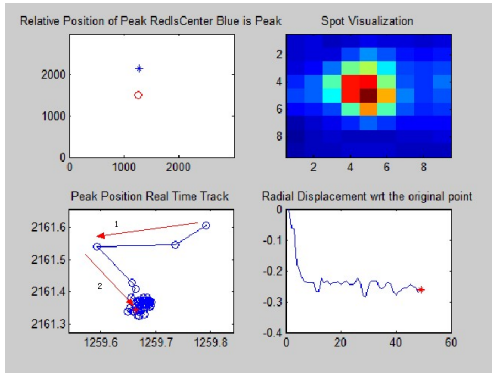 Relative Position of Peak RedIsCenter Blue is Peak
Spot Visualization
2000
1000
0
0 1000 2000
2
4
6
8
2 4 6 8
Peak Position Real Time Track
Radial Displacement wrt the original point
2161.6
2161.5
2161.4
2161.3
1259.6 1259.7 1259.8
1
2
0
-0.1
-0.2
-0.3
-0.4
0 20 40 60